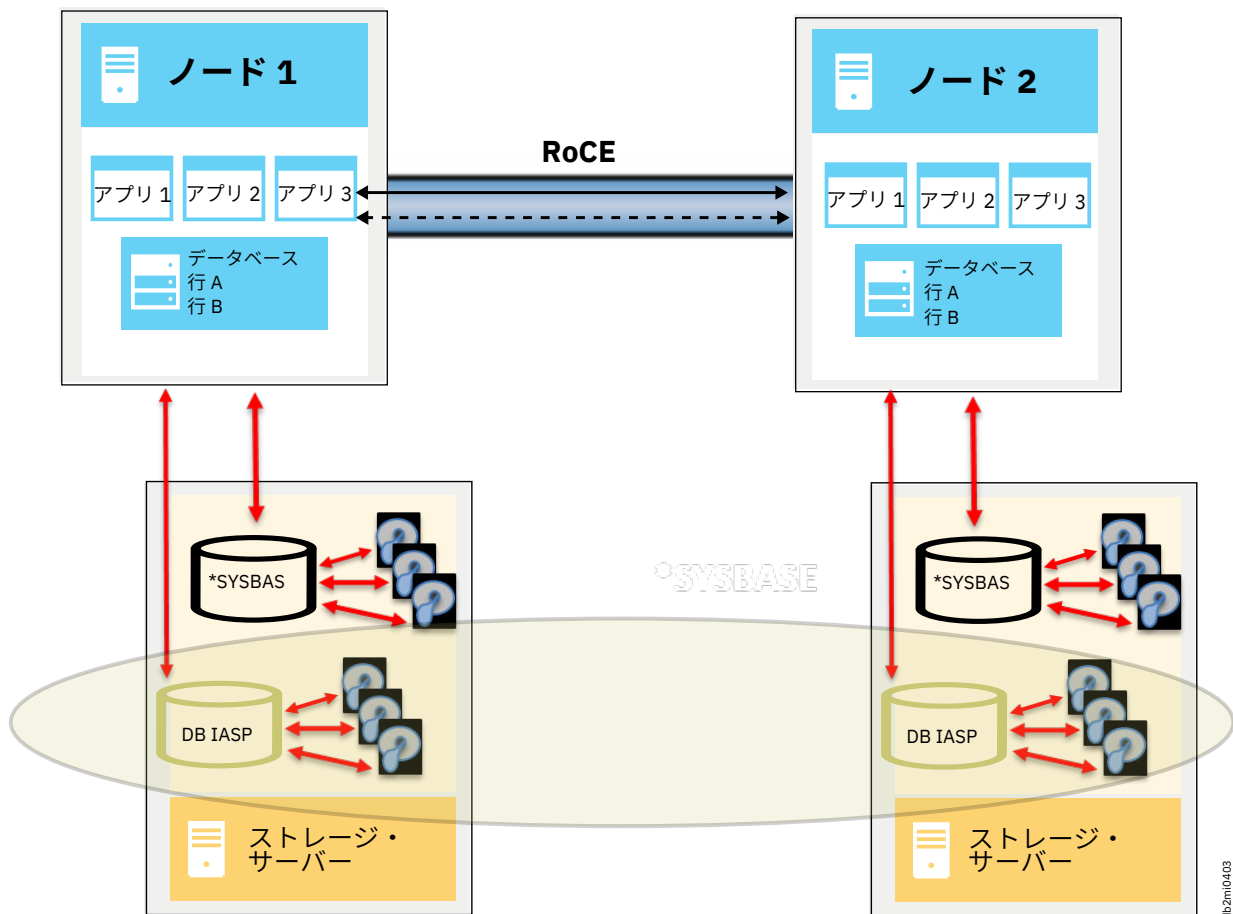 ノード 1
ノード 2
RoCE
アプリ 1
アプリ 2
アプリ 3
アプリ 1
アプリ 2
アプリ 3
データベース
行 A
行 B
データベース
行 A
行 B
*SYSBAS
*SYSBASE
*SYSBAS
DB IASP
DB IASP
ストレージ・
サーバー
ストレージ・
サーバー